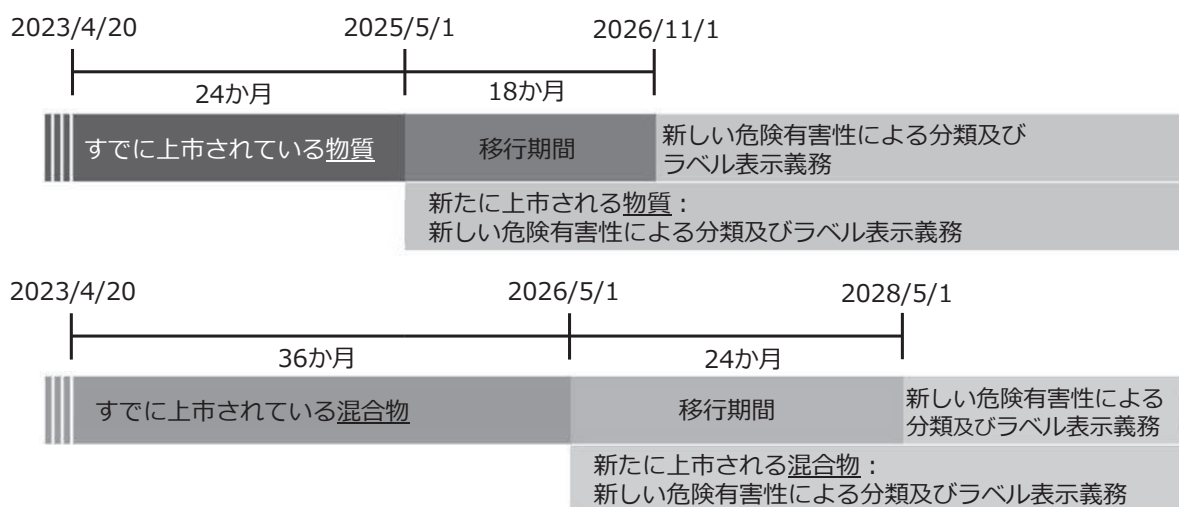 2023/4/20
2025/5/1
2026/11/1
24か月
18か月
すでに上市されている物質
移行期間
新しい危険有害性による分類及び
ラベル表示義務
新たに上市される物質：
新しい危険有害性による分類及びラベル表示義務
2023/4/20
2026/5/1
2028/5/1
36か月
24か月
すでに上市されている混合物
移行期間
新しい危険有害性による
分類及びラベル表示義務
新たに上市される混合物：
新しい危険有害性による分類及びラベル表示義務